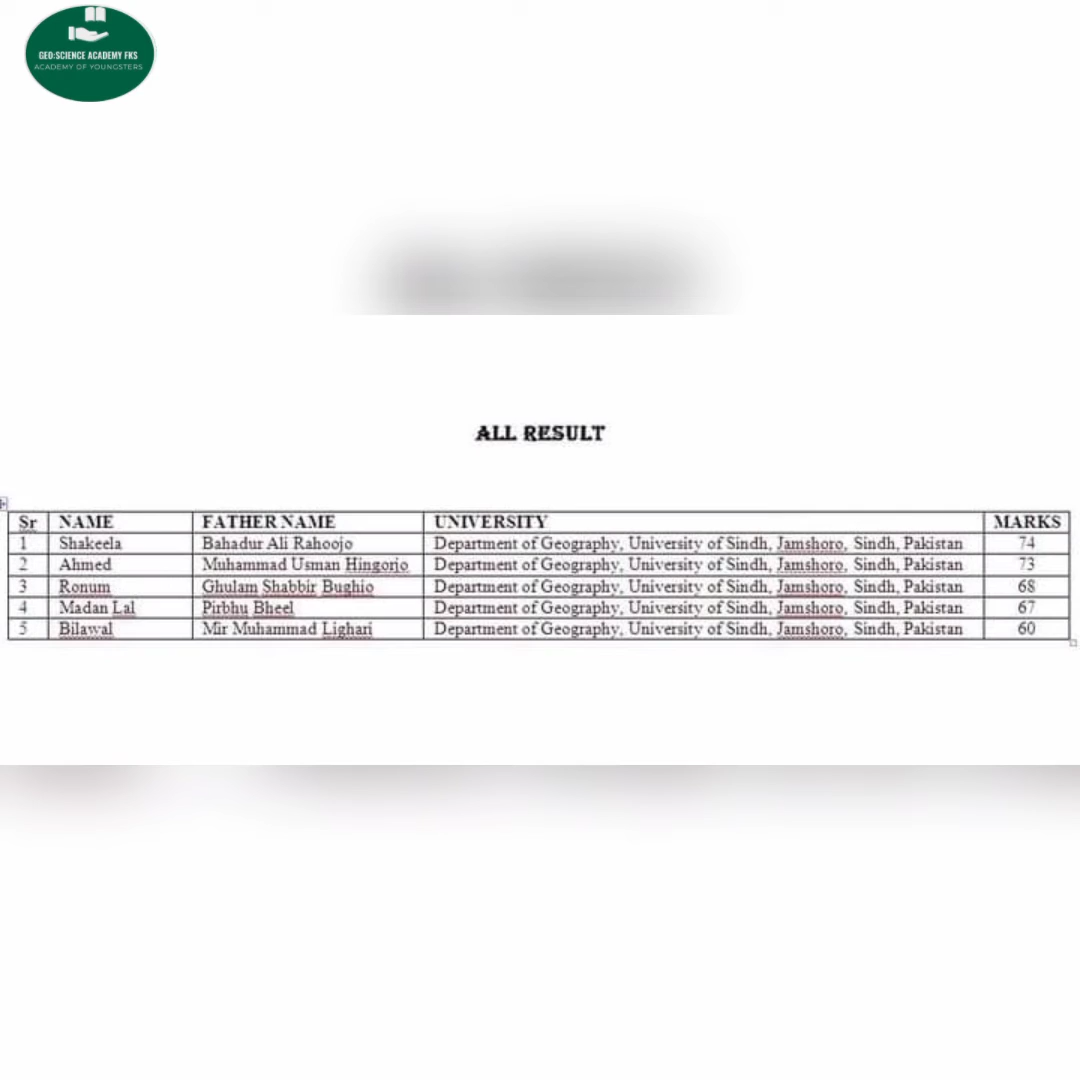 GEO:SCIENCE ACADEMY FKS
ACADEMY OF YOUNGSTERS
ALL RESULT
Sr NAME FATHER NAME UNIVERSITY MARKS
1 Shakeela Bahadur Ali Rahoojo Department of Geography, University of Sindh, Jamshoro, Sindh, Pakistan 74
2 Ahmed Muhammad Usman Hingorjo Department of Geography, University of Sindh, Jamshoro, Sindh, Pakistan 73
3 Ronum Ghulam Shabbir Bughio Department of Geography, University of Sindh, Jamshoro, Sindh, Pakistan 68
4 Madan Lal Pirbhu Bheel Department of Geography, University of Sindh, Jamshoro, Sindh, Pakistan 67
5 Bilawal Mir Muhammad Lighari Department of Geography, University of Sindh, Jamshoro, Sindh, Pakistan 60